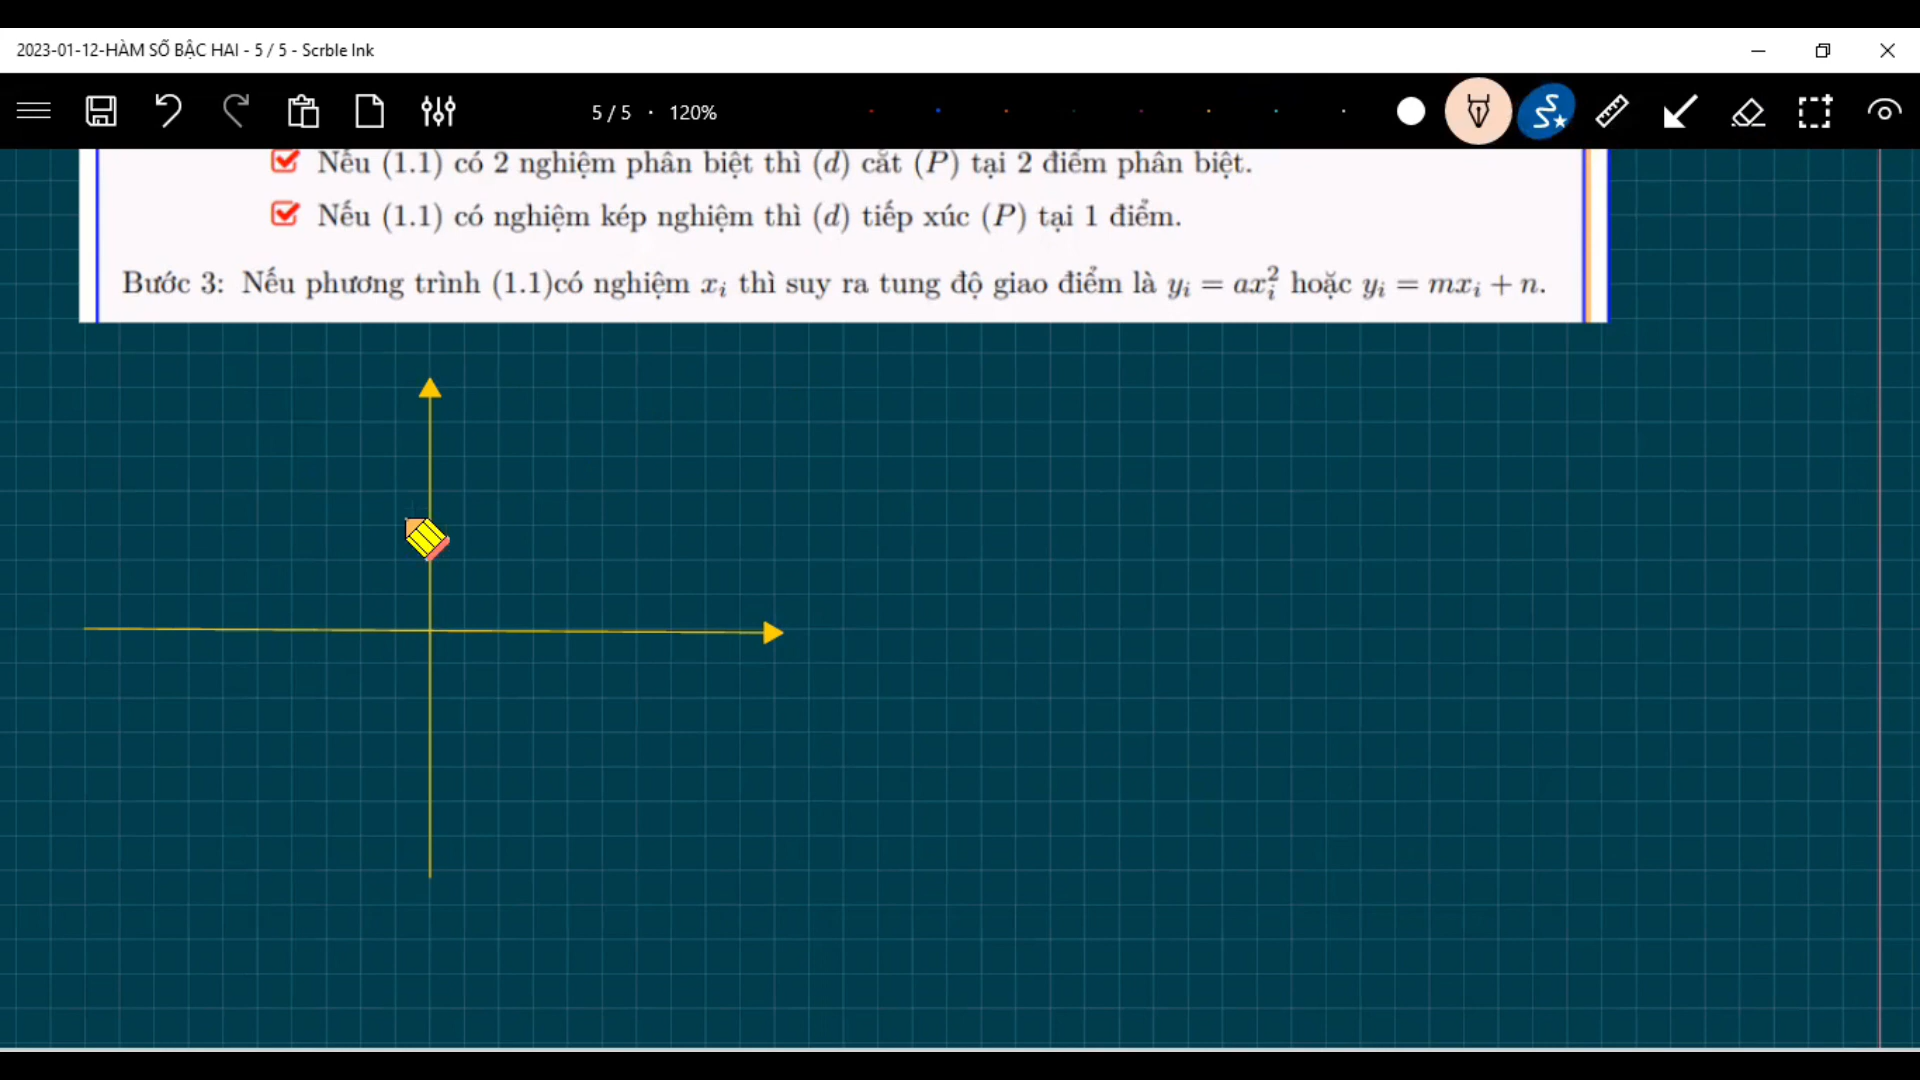 2023-01-12-HÀM SỐ BẬC HAI - 5 / 5 - Scrble Ink
5 / 5 · 120%
Nếu (1.1) có 2 nghiệm phân biệt thì (d) cắt (P) tại 2 điểm phân biệt.
Nếu (1.1) có nghiệm kép nghiệm thì (d) tiếp xúc (P) tại 1 điểm.
Bước 3: Nếu phương trình (1.1)có nghiệm xᵢ thì suy ra tung độ giao điểm là yᵢ = axᵢ² hoặc yᵢ = mxᵢ + n.